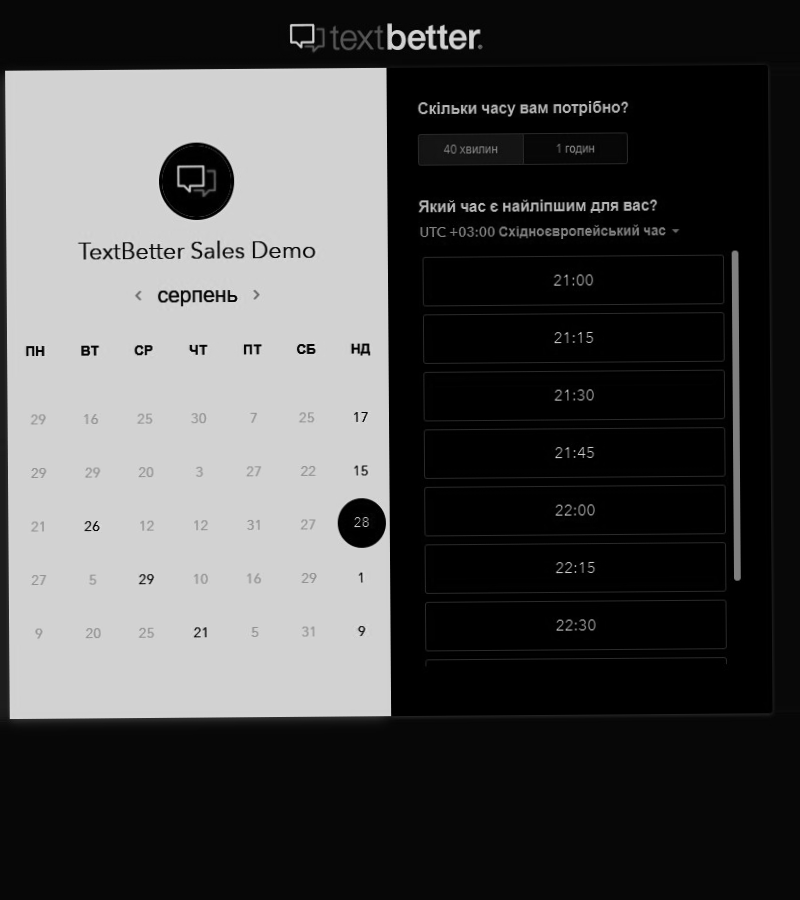 textbetter.
TextBetter Sales Demo
серпень
ПН ВТ СР ЧТ ПТ СБ НД
29 16 25 30 7 25 17
29 29 20 3 27 22 15
21 26 12 12 31 27 28
27 5 29 10 16 29 1
9 20 25 21 5 31 9
Скільки часу вам потрібно?
40 хвилин 1 годин
Який час є найліпшим для вас?
UTC +03:00 Східноєвропейський час
21:00
21:15
21:30
21:45
22:00
22:15
22:30